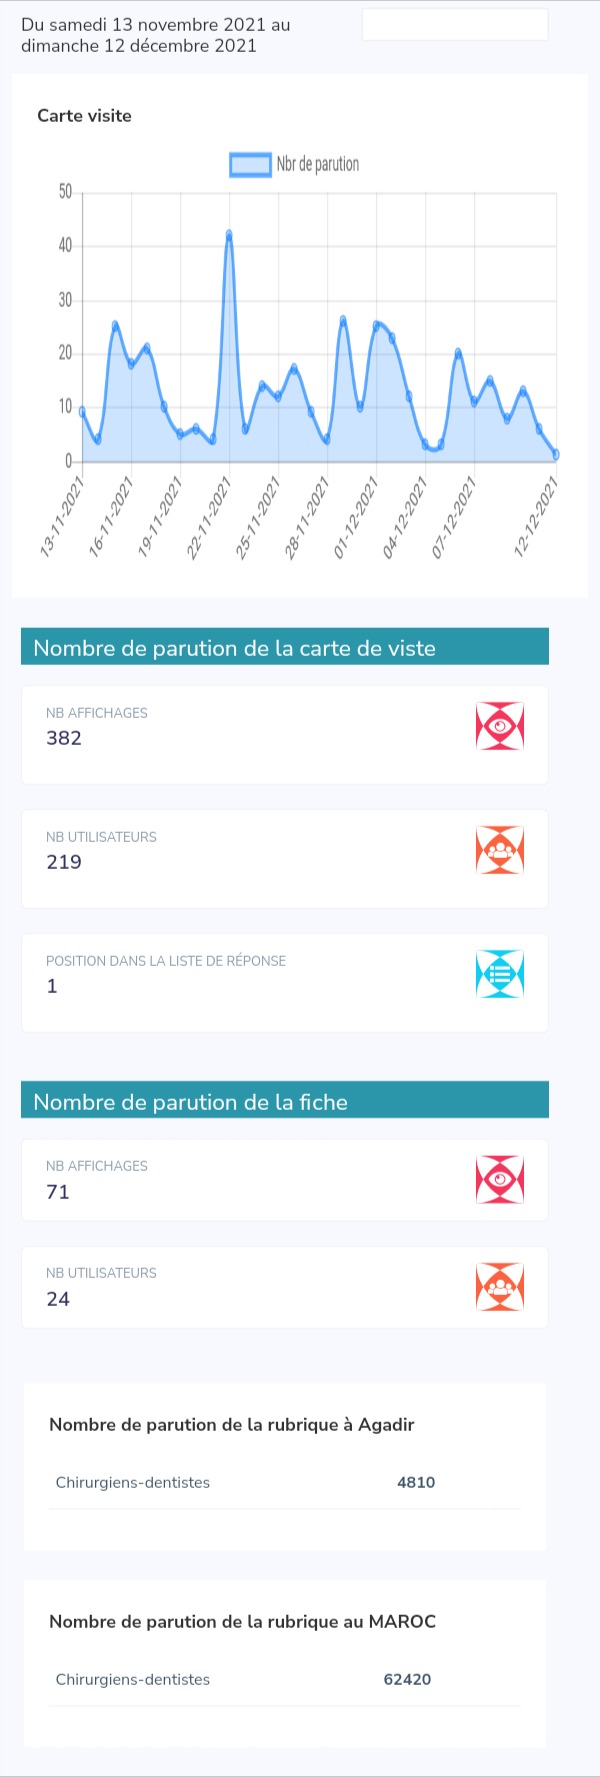 Du samedi 13 novembre 2021 au
dimanche 12 décembre 2021
Carte visite
Nbr de parution
50
40
30
20
10
0
13-11-2021
16-11-2021
19-11-2021
22-11-2021
25-11-2021
28-11-2021
01-12-2021
04-12-2021
07-12-2021
12-12-2021
Nombre de parution de la carte de viste
NB AFFICHAGES
382
NB UTILISATEURS
219
POSITION DANS LA LISTE DE RÉPONSE
1
Nombre de parution de la fiche
NB AFFICHAGES
71
NB UTILISATEURS
24
Nombre de parution de la rubrique à Agadir
Chirurgiens-dentistes 4810
Nombre de parution de la rubrique au MAROC
Chirurgiens-dentistes 62420